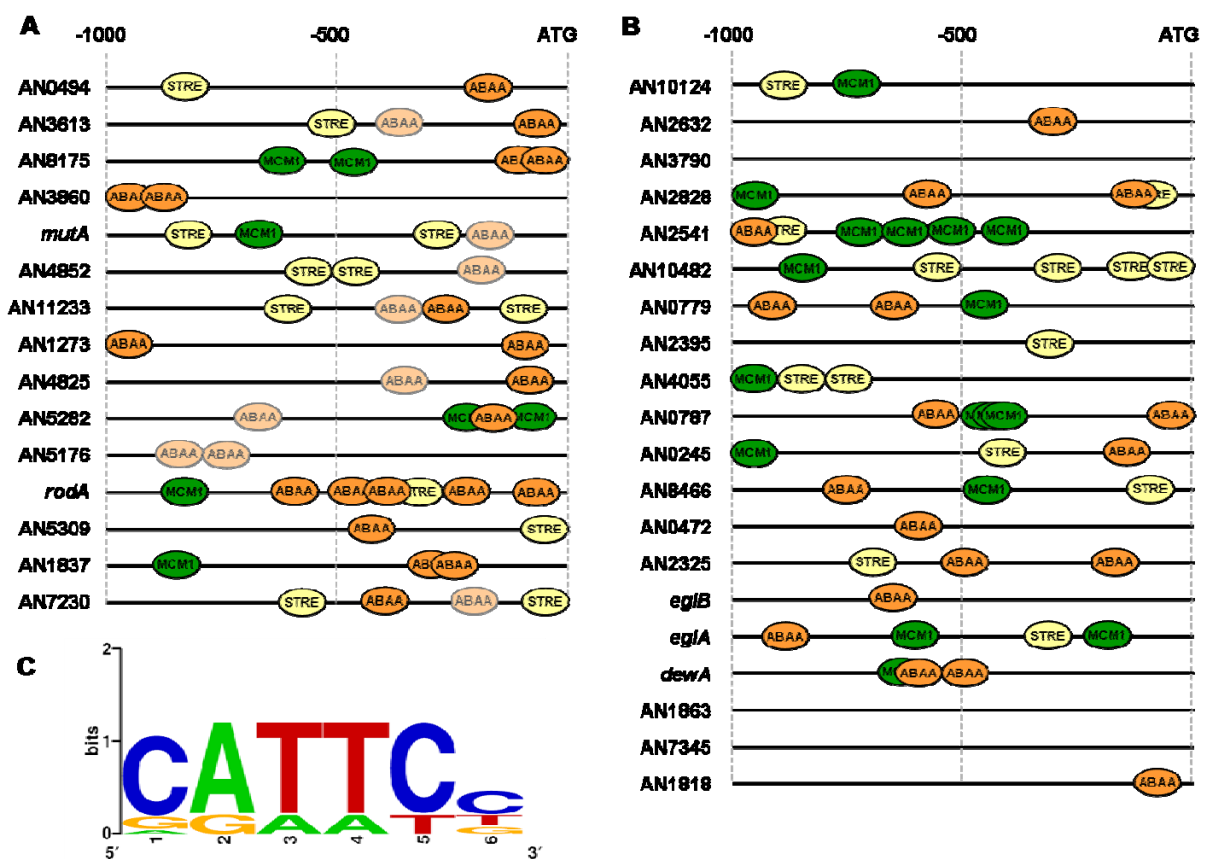 A
-1000 -500 ATG
AN0494 STRE ABAA
AN3613 STRE ABAA ABAA
AN8175 MCM1 MCM1 ABAA
AN3860 ABAA
mutA STRE MCM1 STRE ABAA
AN4852 STRE STRE ABAA
AN11233 STRE ABAA ABAA STRE
AN1273 ABAA ABAA
AN4825 ABAA ABAA
AN5282 ABAA ABAA
AN5176 ABAA ABAA
rodA MCM1 ABAA ABAA ABAA ABAA
AN5309 ABAA STRE
AN1837 MCM1 ABAA
AN7230 STRE ABAA ABAA STRE
B
-1000 -500 ATG
AN10124 STRE MCM1
AN2632 ABAA
AN3790
AN2828 MCM1 ABAA ABAA
AN2541 ABAA MCM1 MCM1 MCM1 MCM1
AN10482 MCM1 STRE STRE STRE STRE
AN0779 ABAA ABAA MCM1
AN2395 STRE
AN4055 MCM1 STRE STRE
AN0787 ABAA MCM1 ABAA
AN0245 MCM1 STRE ABAA
AN8466 ABAA MCM1 STRE
AN0472 ABAA
AN2325 STRE ABAA ABAA
eglB ABAA
eglA ABAA MCM1 STRE MCM1
dewA ABAA ABAA
AN1863
AN7345
AN1818 ABAA
C
2
bits
1
0
CATTCC
GGAATT
AG
1 2 3 4 5 6
5′ 3′